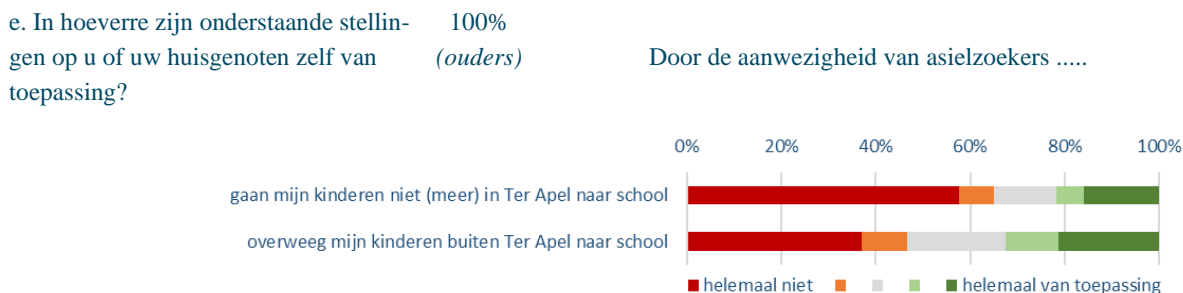 e. In hoeverre zijn onderstaande stellin-
gen op u of uw huisgenoten zelf van
toepassing?
100%
(ouders)
Door de aanwezigheid van asielzoekers .....
0% 20% 40% 60% 80% 100%
gaan mijn kinderen niet (meer) in Ter Apel naar school
overweeg mijn kinderen buiten Ter Apel naar school
helemaal niet helemaal van toepassing